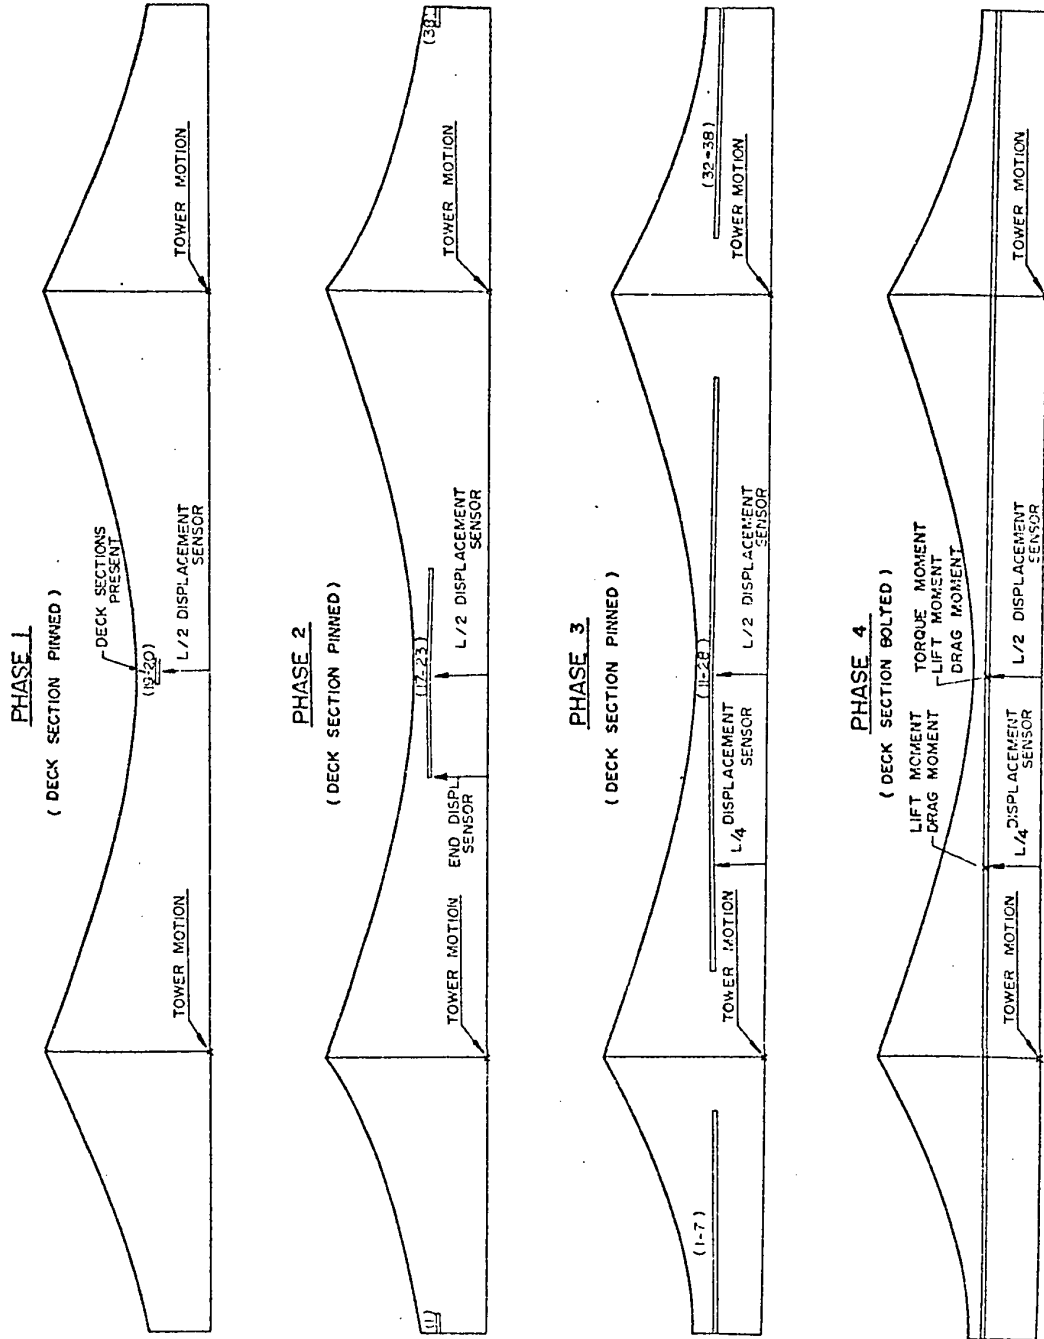 PHASE 1
( DECK SECTION PINNED )
DECK SECTIONS
PRESENT
(19-20)
L/2 DISPLACEMENT
SENSOR
TOWER MOTION
TOWER MOTION
PHASE 2
( DECK SECTION PINNED )
(1)
(17-23)
(38)
TOWER MOTION
END DISPL.
SENSOR
L/2 DISPLACEMENT
SENSOR
TOWER MOTION
PHASE 3
( DECK SECTION PINNED )
(1-7)
(11-28)
(32-38)
TOWER MOTION
L/4 DISPLACEMENT
SENSOR
L/2 DISPLACEMENT
SENSOR
TOWER MOTION
PHASE 4
( DECK SECTION BOLTED )
LIFT MOMENT
DRAG MOMENT
TORQUE MOMENT
LIFT MOMENT
DRAG MOMENT
TOWER MOTION
L/4 DISPLACEMENT
SENSOR
L/2 DISPLACEMENT
SENSOR
TOWER MOTION